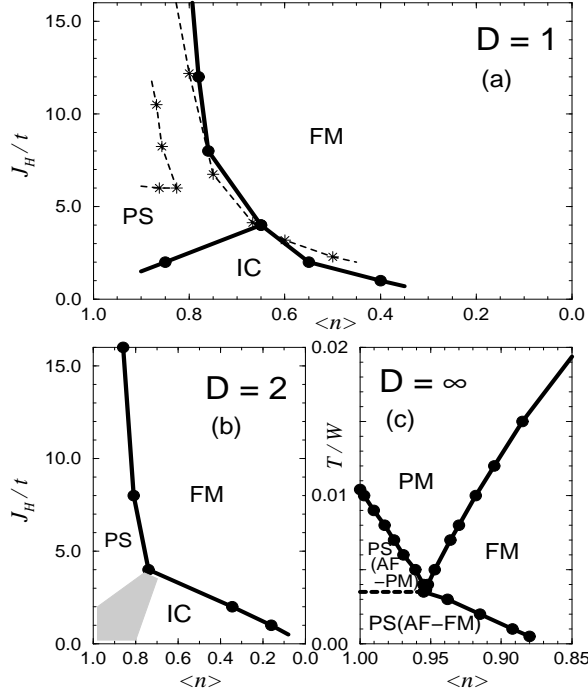 D = 1
(a)
J_H / t
15.0
10.0
5.0
0.0
FM
PS
IC
1.0 0.8 0.6 0.4 0.2 0.0
<n>
D = 2
(b)
J_H / t
15.0
10.0
5.0
0.0
FM
PS
IC
1.0 0.8 0.6 0.4 0.2 0.0
<n>
D = ∞
(c)
T / W
0.02
0.01
0.00
PM
FM
PS
(AF
−PM)
PS(AF−FM)
1.00 0.95 0.90 0.85
<n>